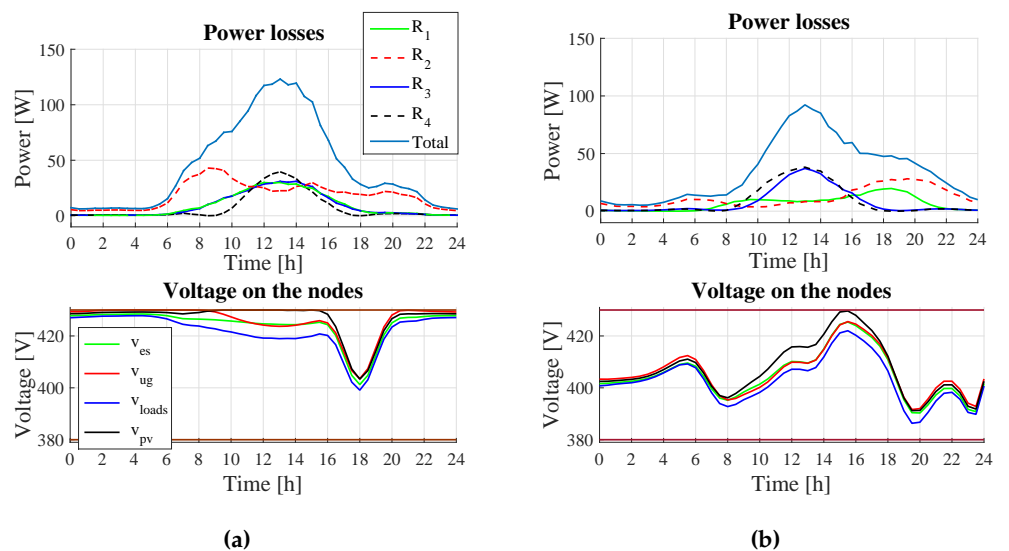 Power losses
Power [W]
150
100
50
0
R1
R2
R3
R4
Total
0 2 4 6 8 10 12 14 16 18 20 22 24
Time [h]
Voltage on the nodes
Voltage [V]
420
400
380
v_es
v_ug
v_loads
v_pv
0 2 4 6 8 10 12 14 16 18 20 22 24
Time [h]
(a)
Power losses
Power [W]
150
100
50
0
0 2 4 6 8 10 12 14 16 18 20 22 24
Time [h]
Voltage on the nodes
Voltage [V]
420
400
380
0 2 4 6 8 10 12 14 16 18 20 22 24
Time [h]
(b)